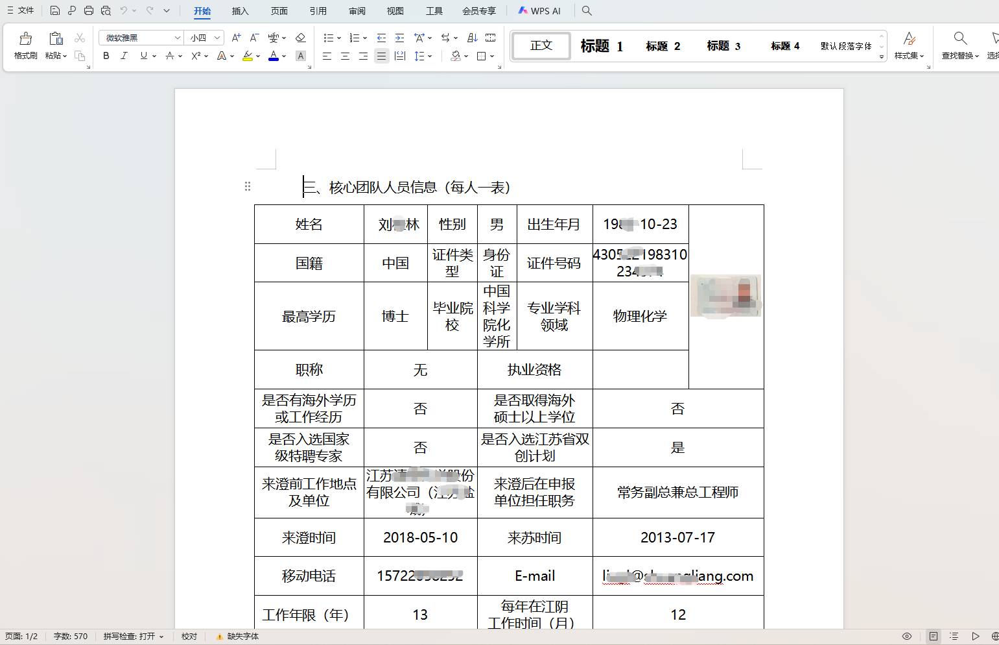 文件 开始 插入 页面 引用 审阅 视图 工具 会员专享 WPS AI
格式刷 粘贴 微软雅黑 小四 正文 标题 1 标题 2 标题 3 标题 4 默认段落字体 样式集 查找替换 选择
三、核心团队人员信息（每人一表）
姓名 刘 林 性别 男 出生年月 10-23
国籍 中国 证件类型 身份证 证件号码 198310
最高学历 博士 毕业院校 中国科学院化学所 专业学科领域 物理化学
职称 无 执业资格
是否有海外学历或工作经历 否 是否取得海外硕士以上学位 否
是否入选国家级特聘专家 否 是否入选江苏省双创计划 是
来澄前工作地点及单位 江苏 股份有限公司（ 来澄后在申报单位担任职务 常务副总兼总工程师
来澄时间 2018-05-10 来苏时间 2013-07-17
移动电话 15722 E-mail liang.com
工作年限（年） 13 每年在江阴工作时间（月） 12
页面: 1/2 字数: 570 拼写检查: 打开 校对 缺失字体